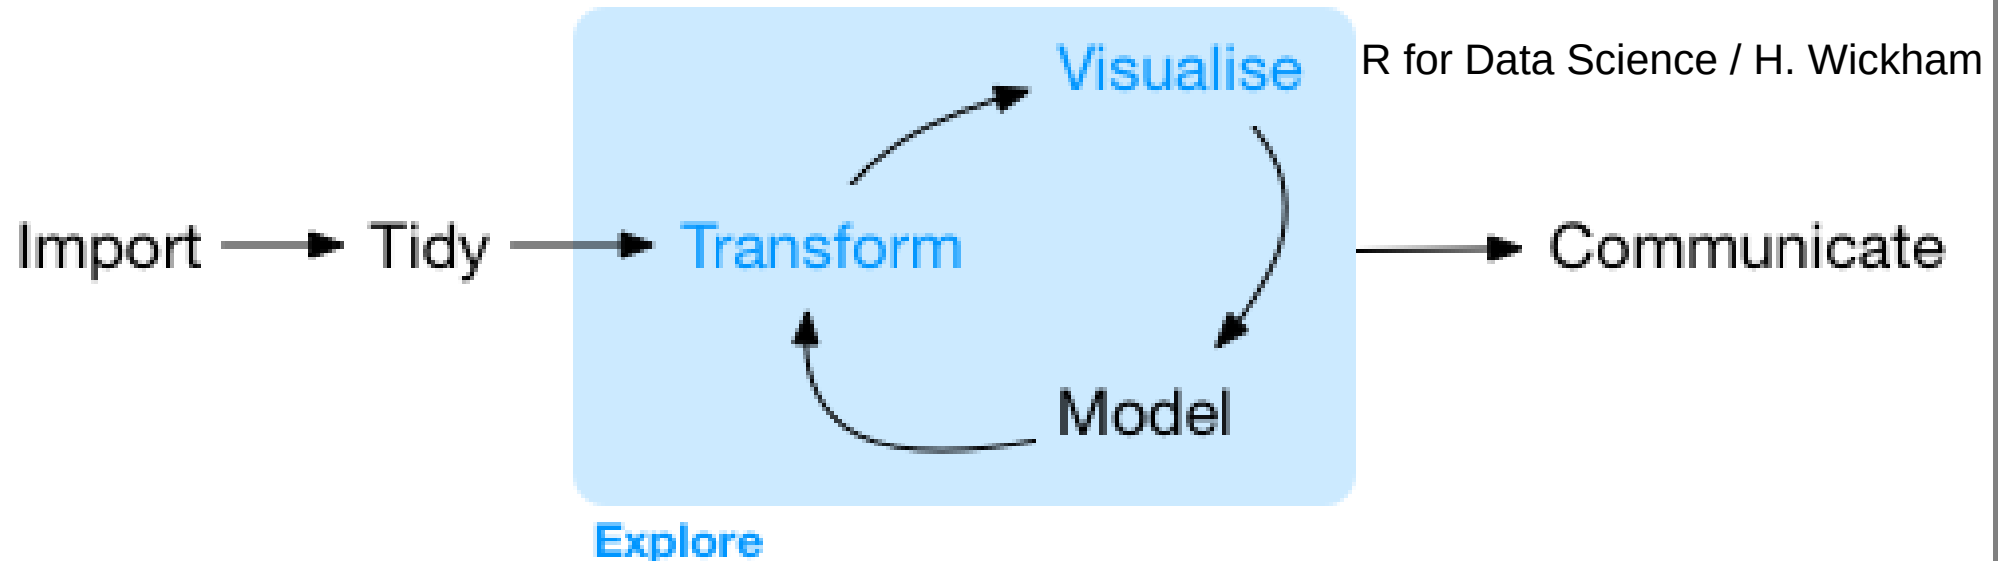 Visualise
R for Data Science / H. Wickham
Import
Tidy
Transform
Communicate
Model
Explore